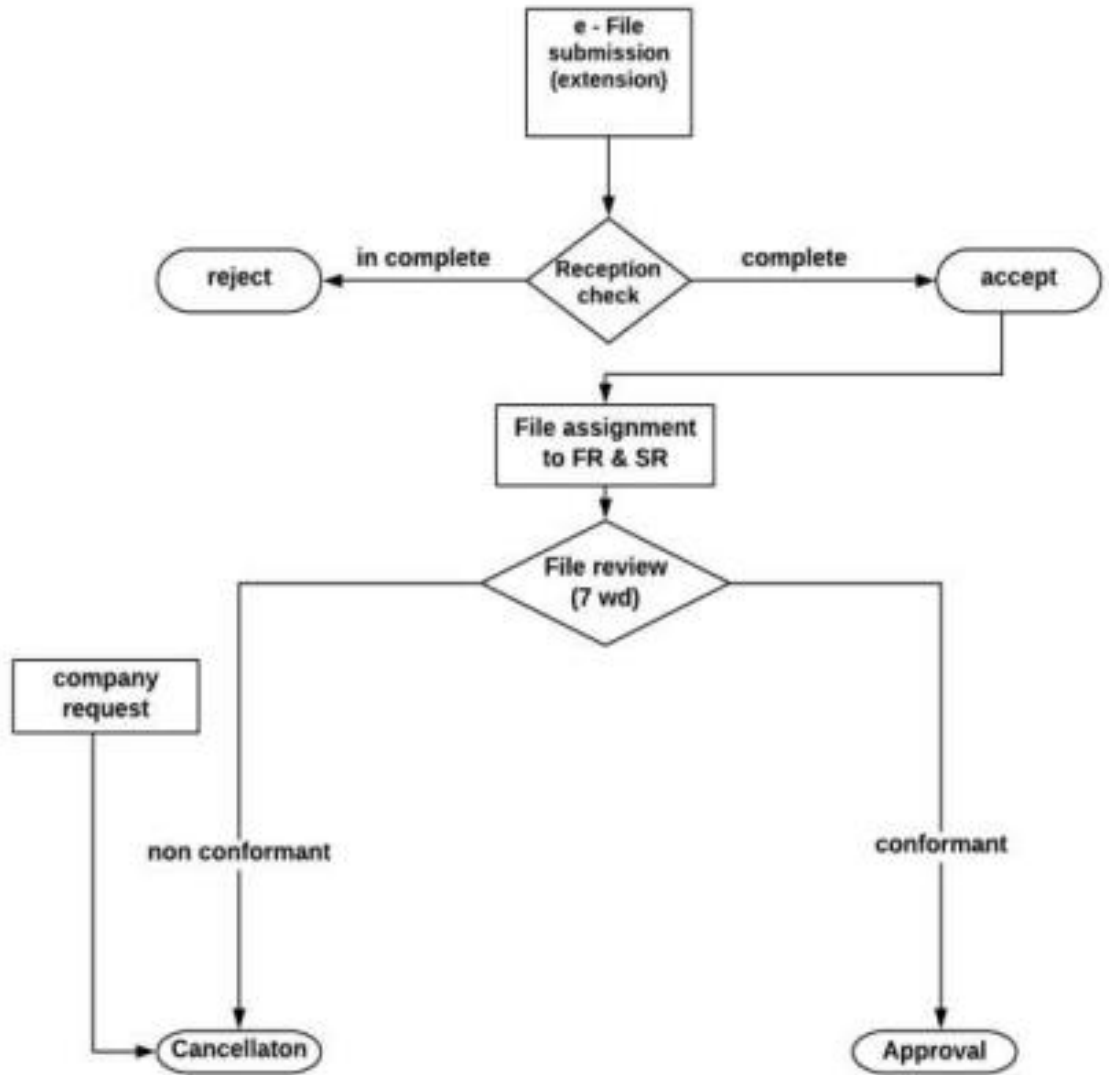 e - File
submission
(extension)
in complete
complete
reject
Reception
check
accept
File assignment
to FR & SR
File review
(7 wd)
company
request
non conformant
conformant
Cancellaton
Approval